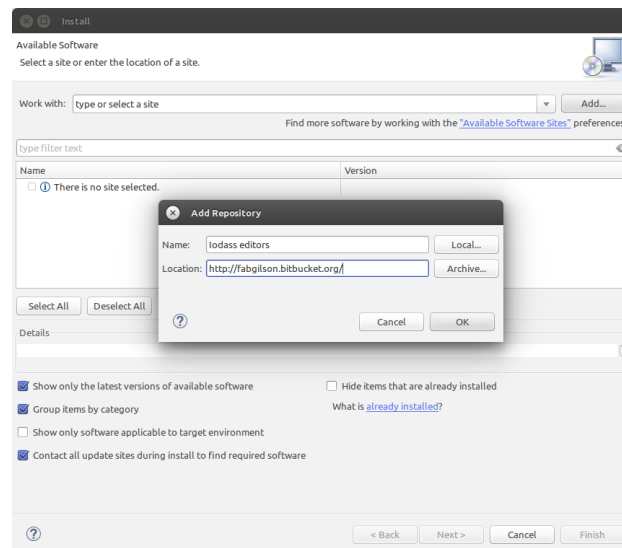 Install
Available Software
Select a site or enter the location of a site.
Work with: type or select a site Add...
Find more software by working with the "Available Software Sites" preferences
type filter text
Name Version
There is no site selected.
Add Repository
Name: Iodass editors Local...
Location: http://fabgilson.bitbucket.org/ Archive...
Cancel OK
Select All Deselect All
Details
Show only the latest versions of available software Hide items that are already installed
Group items by category What is already installed?
Show only software applicable to target environment
Contact all update sites during install to find required software
< Back Next > Cancel Finish